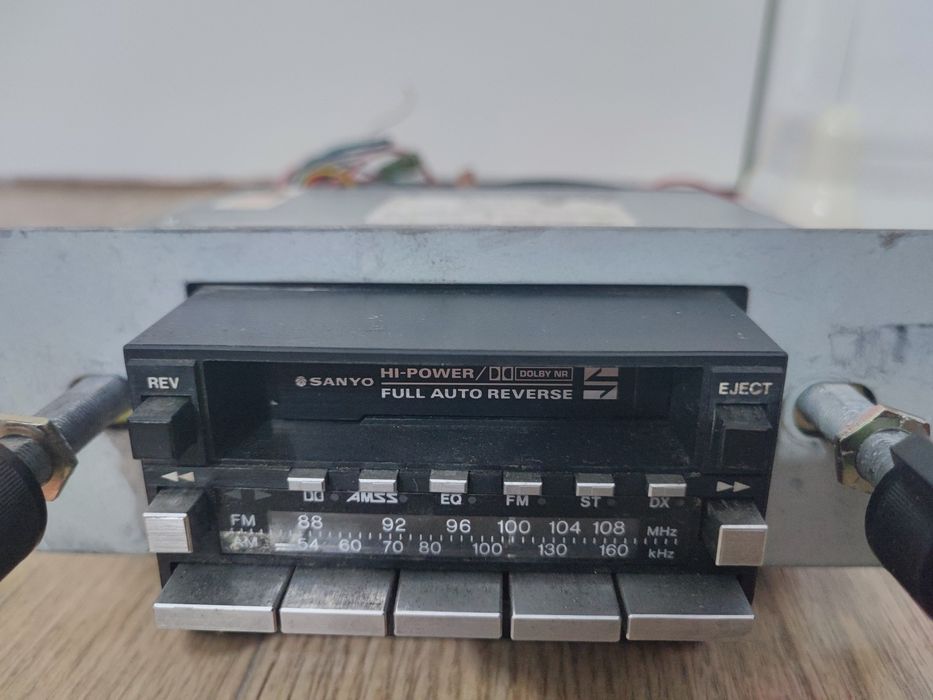 REV
SANYO
HI-POWER/ DOLBY NR
FULL AUTO REVERSE
EJECT
AMSS EQ FM ST DX
FM 88 92 96 100 104 108 MHz
AM 54 60 70 80 100 130 160 kHz